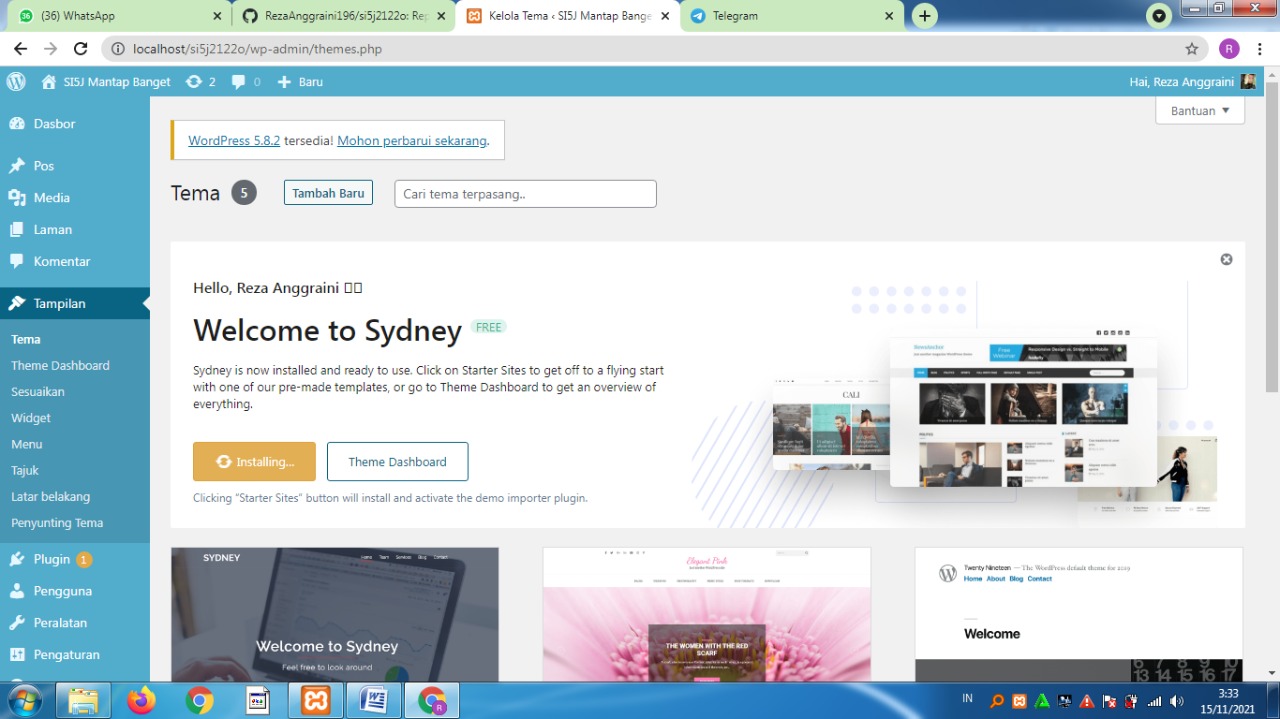 (36) WhatsApp
RezaAnggraini196/si5j2122o: Rep
Kelola Tema ‹ SI5J Mantap Bange
Telegram
localhost/si5j2122o/wp-admin/themes.php
R
SI5J Mantap Banget 2 0 Baru
Hai, Reza Anggraini
Bantuan
Dasbor
Pos
Media
Laman
Komentar
Tampilan
Tema
Theme Dashboard
Sesuaikan
Widget
Menu
Tajuk
Latar belakang
Penyunting Tema
Plugin 1
Pengguna
Peralatan
Pengaturan
WordPress 5.8.2 tersedia! Mohon perbarui sekarang.
Tema 5 Tambah Baru Cari tema terpasang..
Hello, Reza Anggraini
Welcome to Sydney FREE
Sydney is now installed and ready to use. Click on Starter Sites to get off to a flying start
with one of our premade templates, or go to Theme Dashboard to get an overview of
everything.
Installing... Theme Dashboard
Clicking “Starter Sites” button will install and activate the demo importer plugin.
CALI
SYDNEY
Home Team Services Blog Contact
Welcome to Sydney
Feel free to look around
Elegant Pink
THE WOMEN WITH THE RED
SCARF
Twenty Nineteen — The WordPress default theme for 2019
Home About Blog Contact
Welcome
IN
3:33
15/11/2021